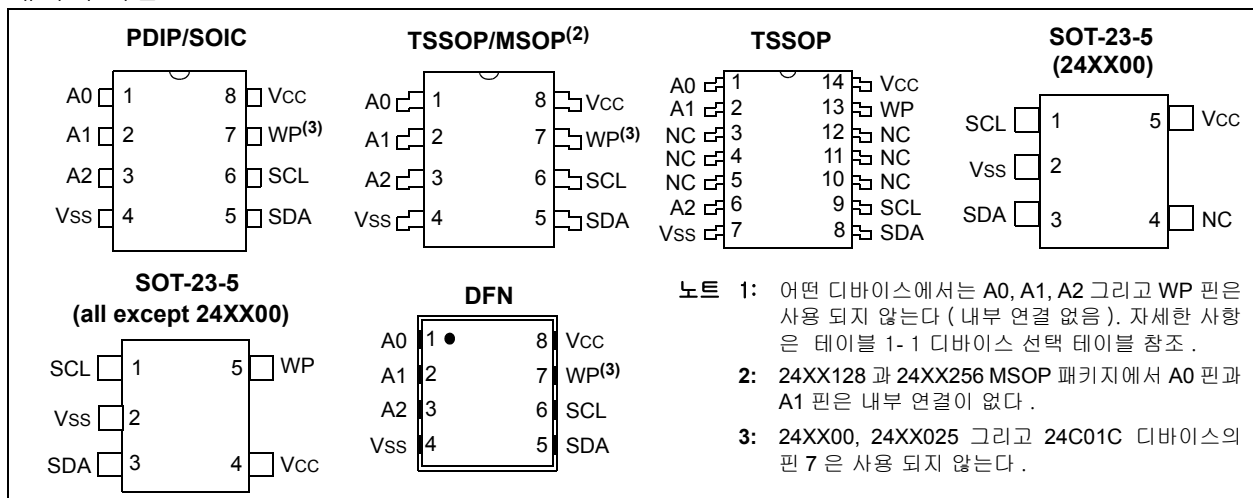 PDIP/SOIC
A0 1 8 VCC
A1 2 7 WP(3)
A2 3 6 SCL
VSS 4 5 SDA
TSSOP/MSOP(2)
A0 1 8 VCC
A1 2 7 WP(3)
A2 3 6 SCL
VSS 4 5 SDA
TSSOP
A0 1 14 VCC
A1 2 13 WP
NC 3 12 NC
NC 4 11 NC
NC 5 10 NC
A2 6 9 SCL
VSS 7 8 SDA
SOT-23-5
(24XX00)
SCL 1 5 VCC
VSS 2
SDA 3 4 NC
SOT-23-5
(all except 24XX00)
SCL 1 5 WP
VSS 2
SDA 3 4 VCC
DFN
A0 1 8 VCC
A1 2 7 WP(3)
A2 3 6 SCL
VSS 4 5 SDA
노트 1: 어떤 디바이스에서는 A0, A1, A2 그리고 WP 핀은
사용 되지 않는다 ( 내부 연결 없음 ). 자세한 사항
은 테이블 1- 1 디바이스 선택 테이블 참조 .
2: 24XX128 과 24XX256 MSOP 패키지에서 A0 핀과
A1 핀은 내부 연결이 없다 .
3: 24XX00, 24XX025 그리고 24C01C 디바이스의
핀 7 은 사용 되지 않는다 .